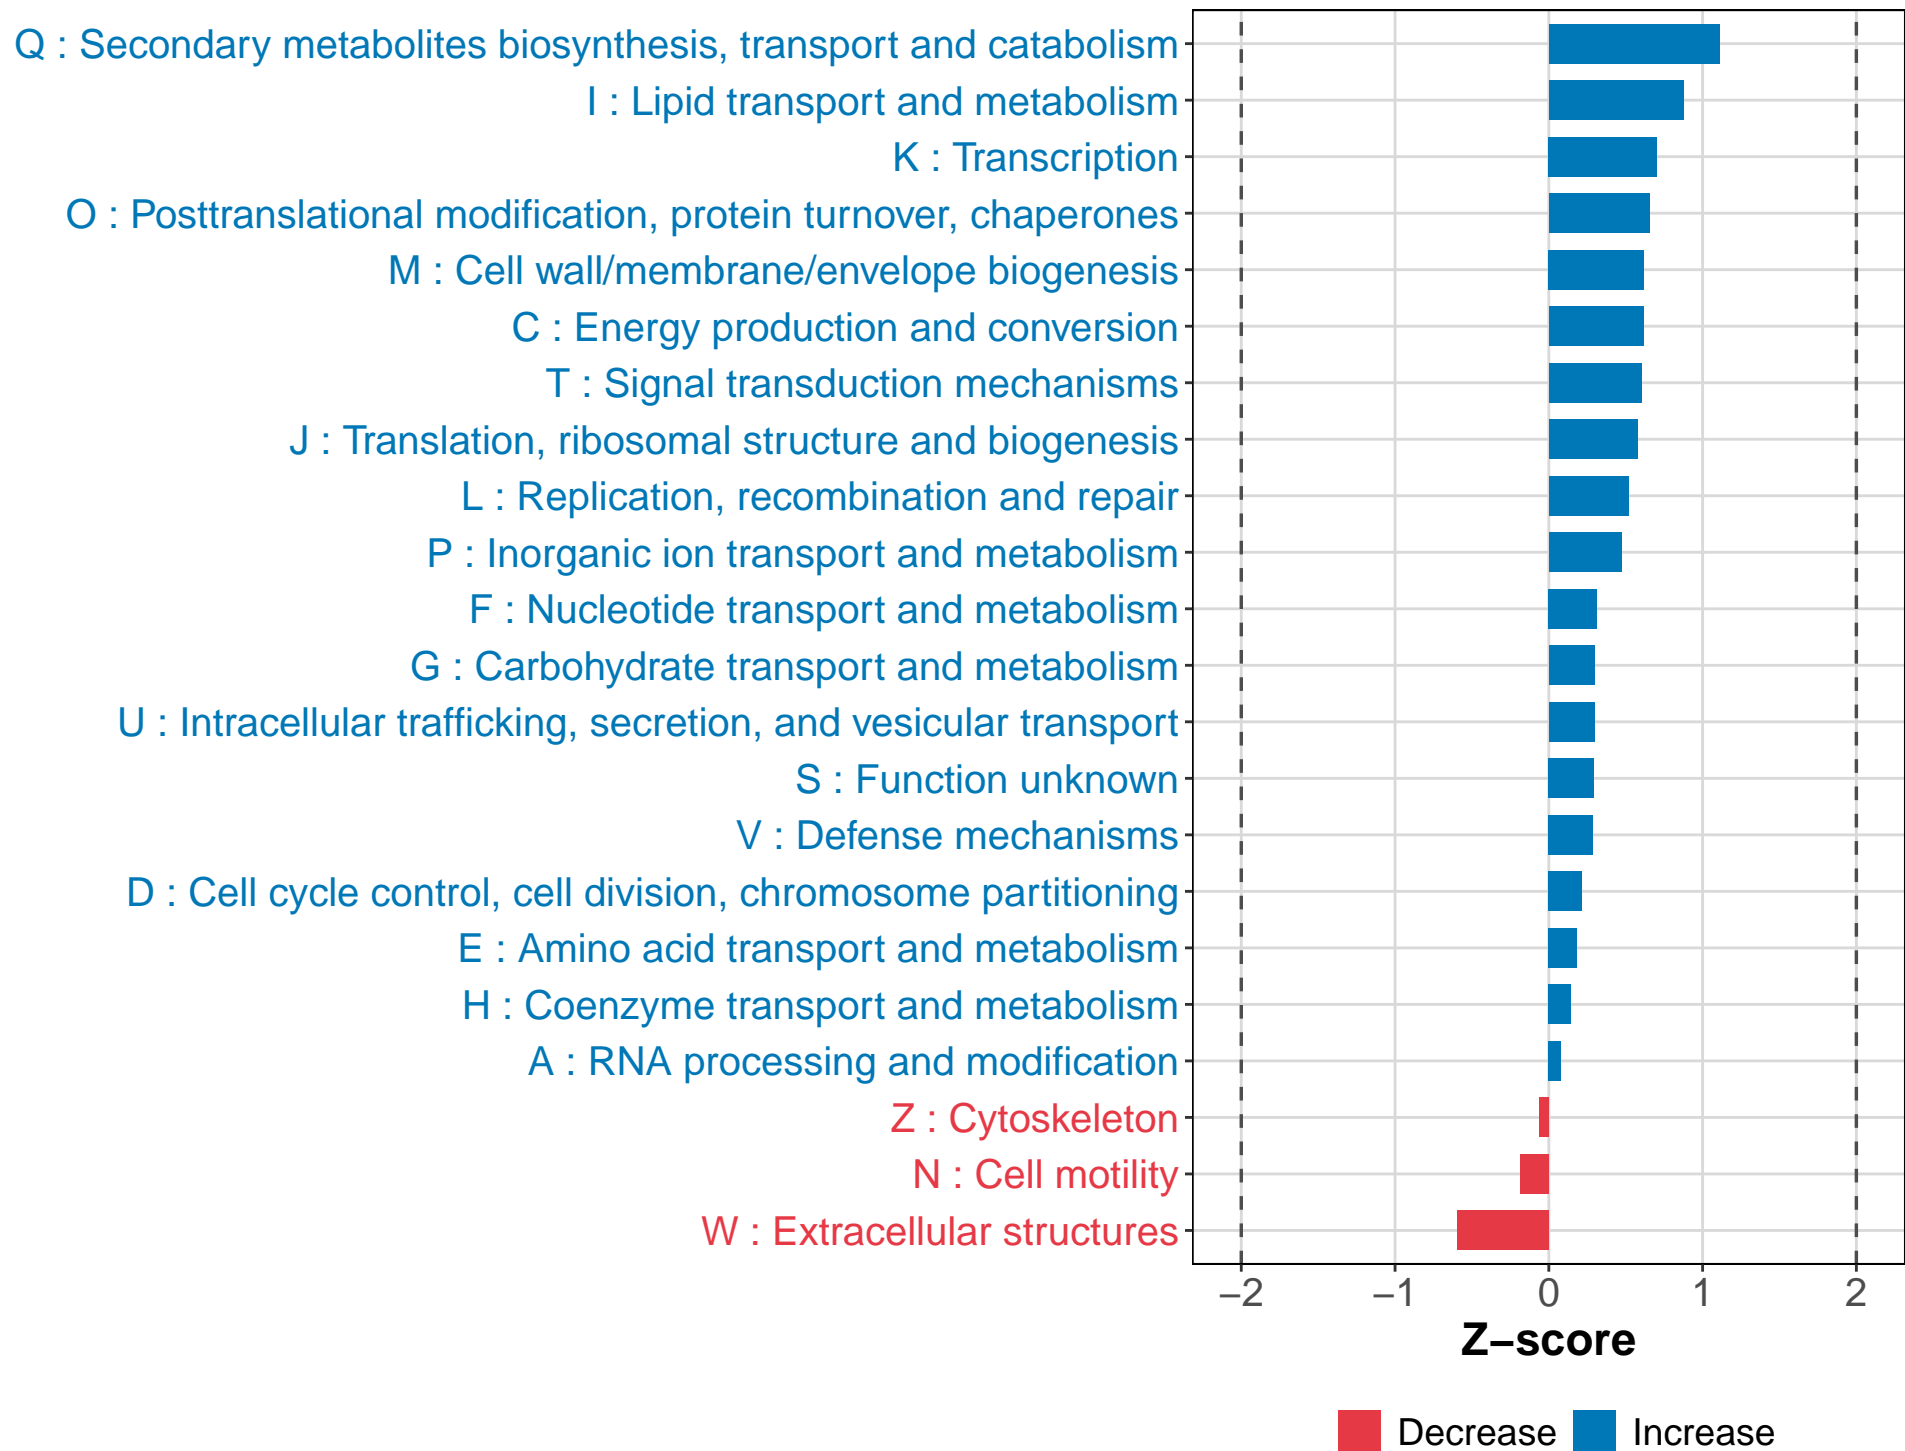 Q : Secondary metabolites biosynthesis, transport and catabolism
I : Lipid transport and metabolism
K : Transcription
O : Posttranslational modification, protein turnover, chaperones
M : Cell wall/membrane/envelope biogenesis
C : Energy production and conversion
T : Signal transduction mechanisms
J : Translation, ribosomal structure and biogenesis
L : Replication, recombination and repair
P : Inorganic ion transport and metabolism
F : Nucleotide transport and metabolism
G : Carbohydrate transport and metabolism
U : Intracellular trafficking, secretion, and vesicular transport
S : Function unknown
V : Defense mechanisms
D : Cell cycle control, cell division, chromosome partitioning
E : Amino acid transport and metabolism
H : Coenzyme transport and metabolism
A : RNA processing and modification
Z : Cytoskeleton
N : Cell motility
W : Extracellular structures
−2 −1 0 1 2
Z−score
Decrease Increase